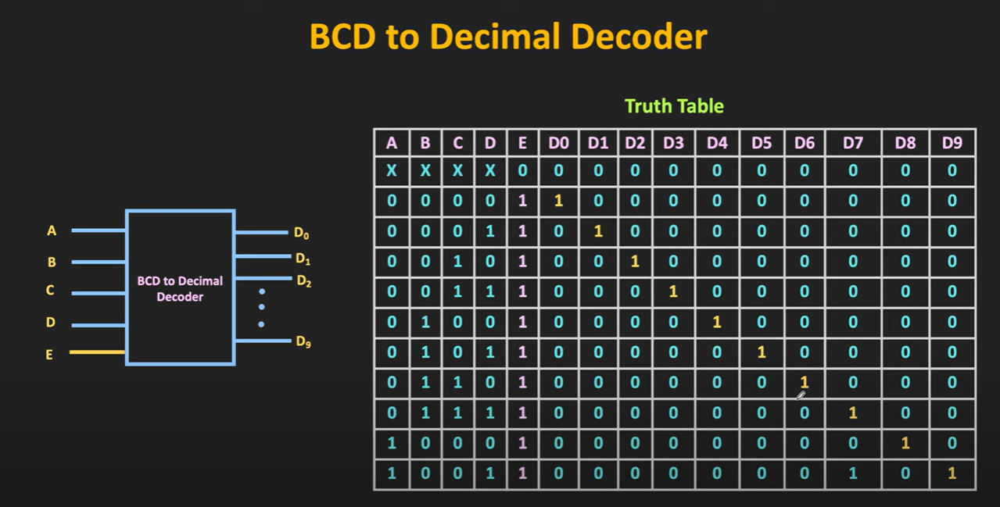 BCD to Decimal Decoder
Truth Table
A B C D E D0 D1 D2 D3 D4 D5 D6 D7 D8 D9
X X X X 0 0 0 0 0 0 0 0 0 0 0
0 0 0 0 1 1 0 0 0 0 0 0 0 0 0
0 0 0 1 1 0 1 0 0 0 0 0 0 0 0
0 0 1 0 1 0 0 1 0 0 0 0 0 0 0
0 0 1 1 1 0 0 0 1 0 0 0 0 0 0
0 1 0 0 1 0 0 0 0 1 0 0 0 0 0
0 1 0 1 1 0 0 0 0 0 1 0 0 0 0
0 1 1 0 1 0 0 0 0 0 0 1 0 0 0
0 1 1 1 1 0 0 0 0 0 0 0 1 0 0
1 0 0 0 1 0 0 0 0 0 0 0 0 1 0
1 0 0 1 1 0 0 0 0 0 0 0 1 0 1
A
B
C
D
E
BCD to Decimal
Decoder
D₀
D₁
D₂
D₉